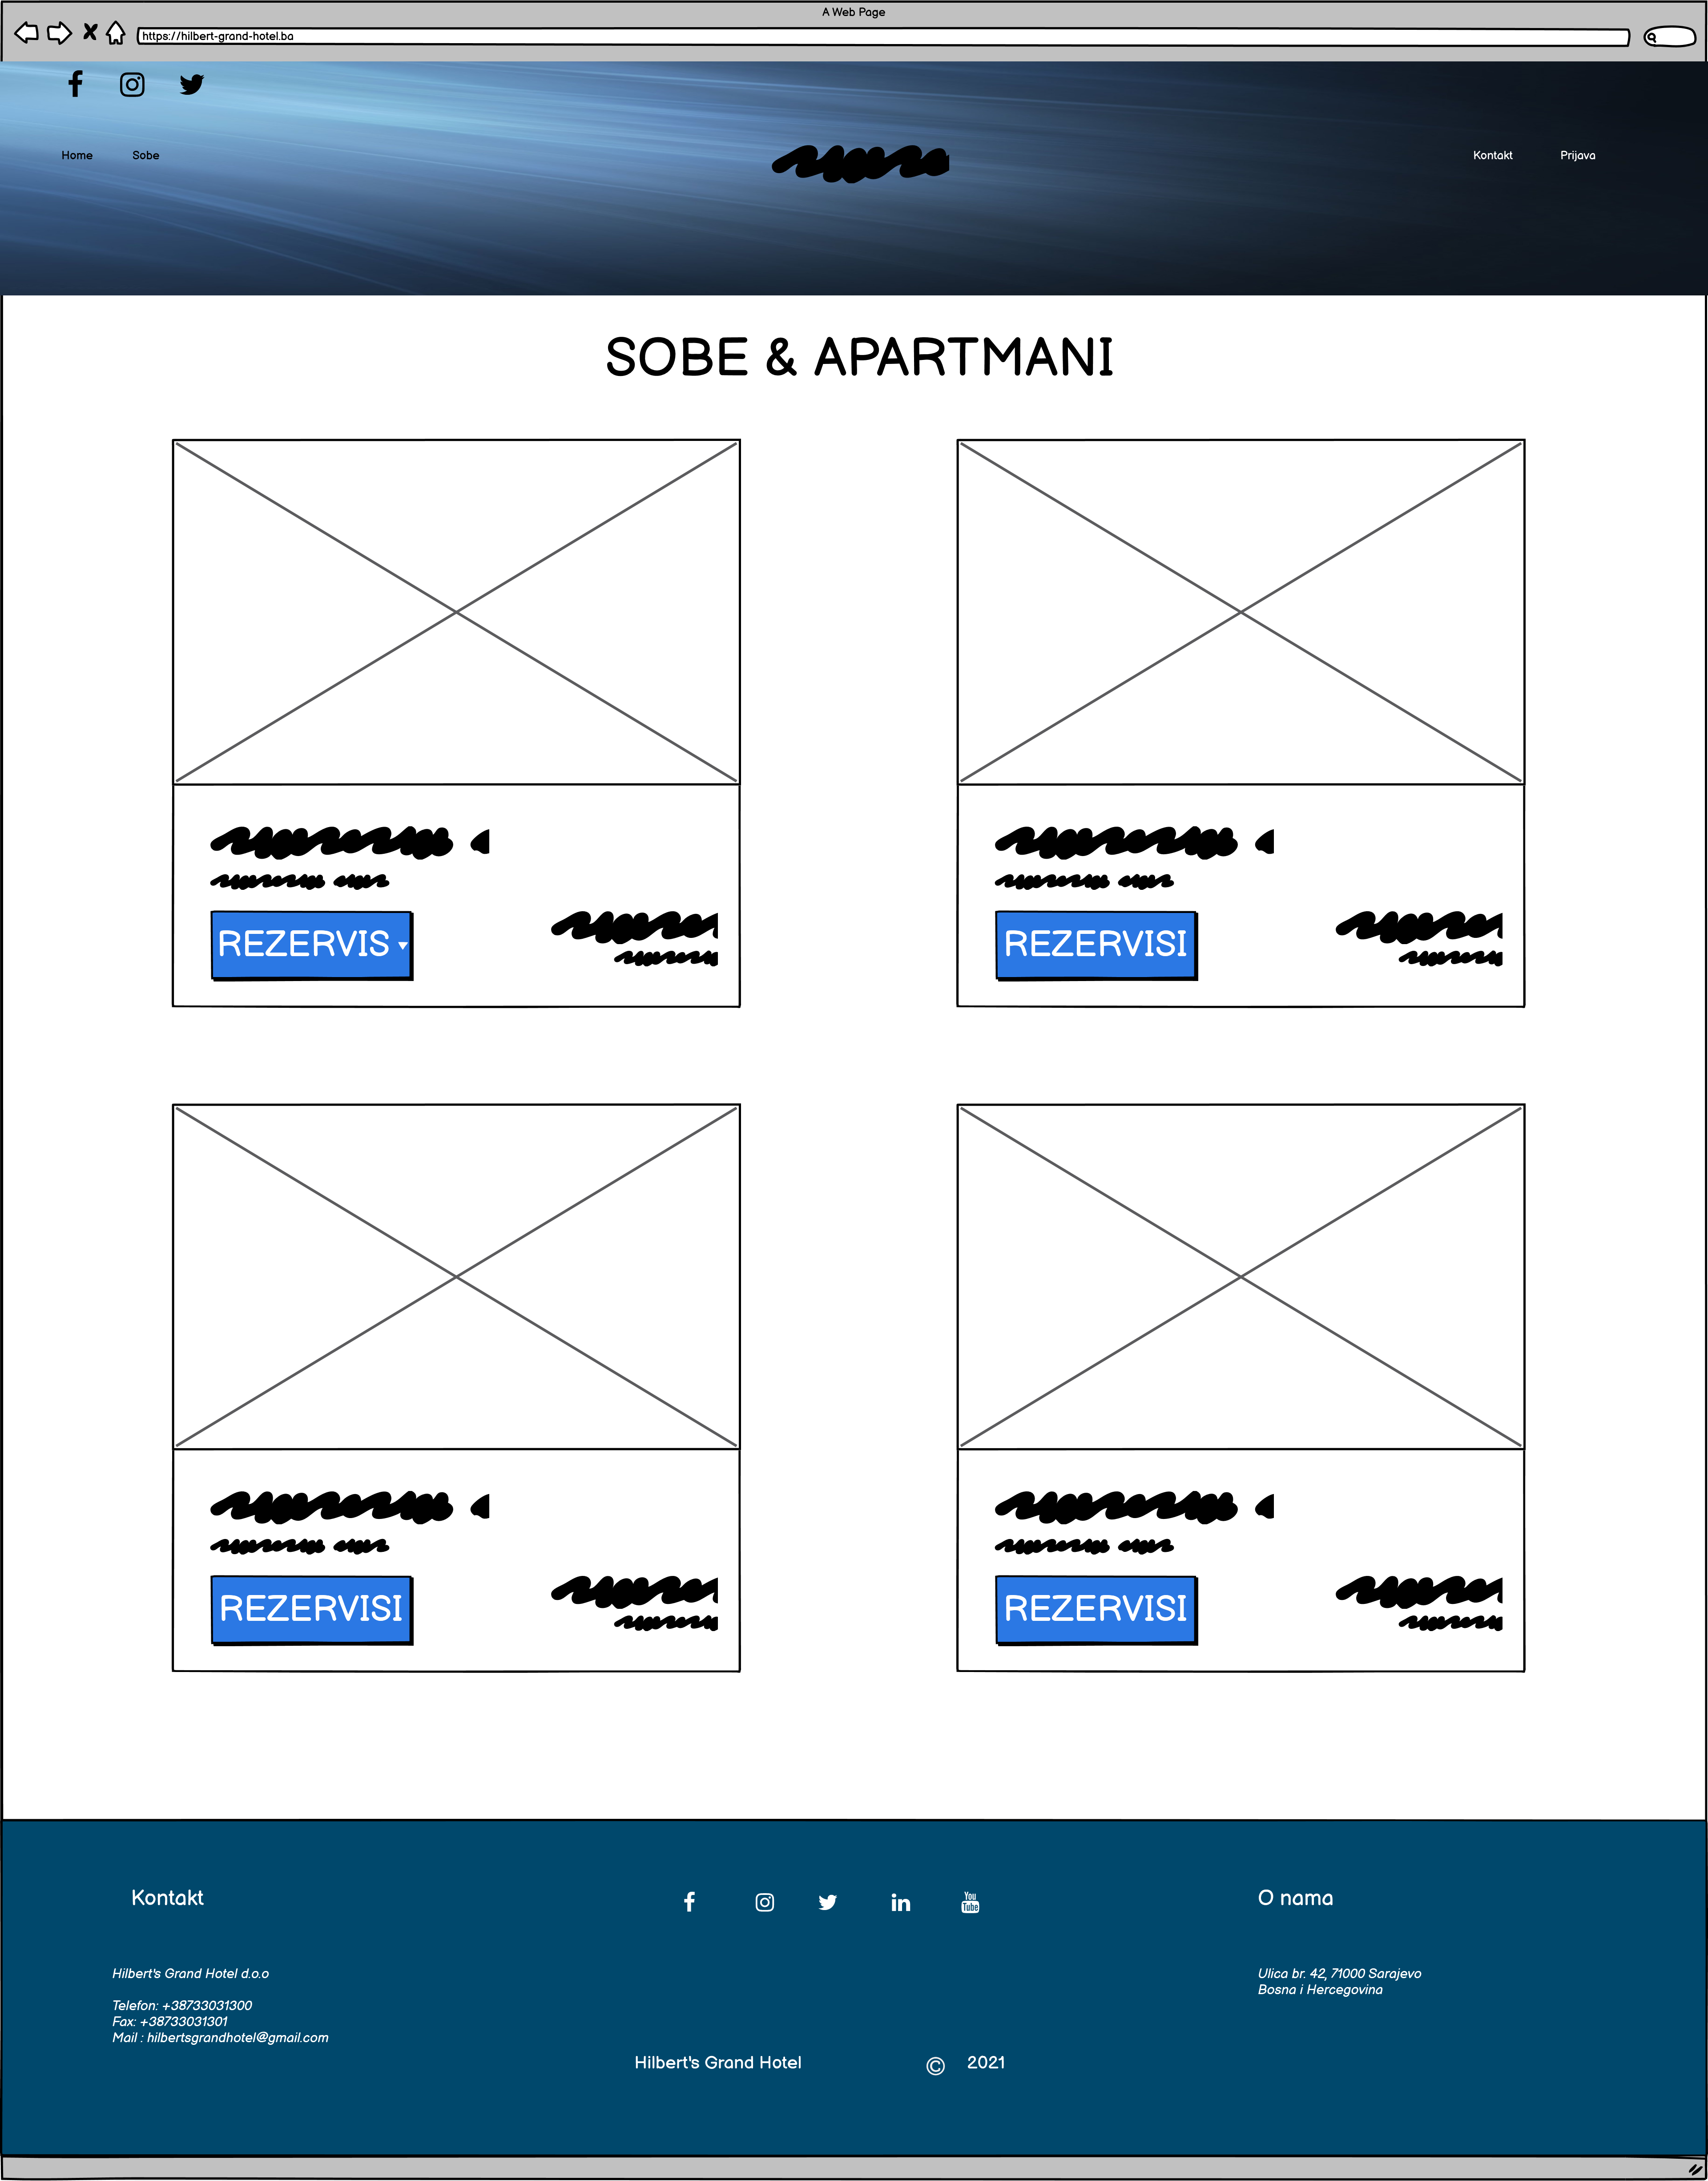 A Web Page
https://hilbert-grand-hotel.ba
Home
Sobe
Kontakt
Prijava
SOBE & APARTMANI
REZERVIS
REZERVISI
REZERVISI
REZERVISI
Kontakt
You
Tube
O nama
Hilbert's Grand Hotel d.o.o
Telefon: +38733031300
Fax: +38733031301
Mail : hilbertsgrandhotel@gmail.com
Ulica br. 42, 71000 Sarajevo
Bosna i Hercegovina
Hilbert's Grand Hotel © 2021